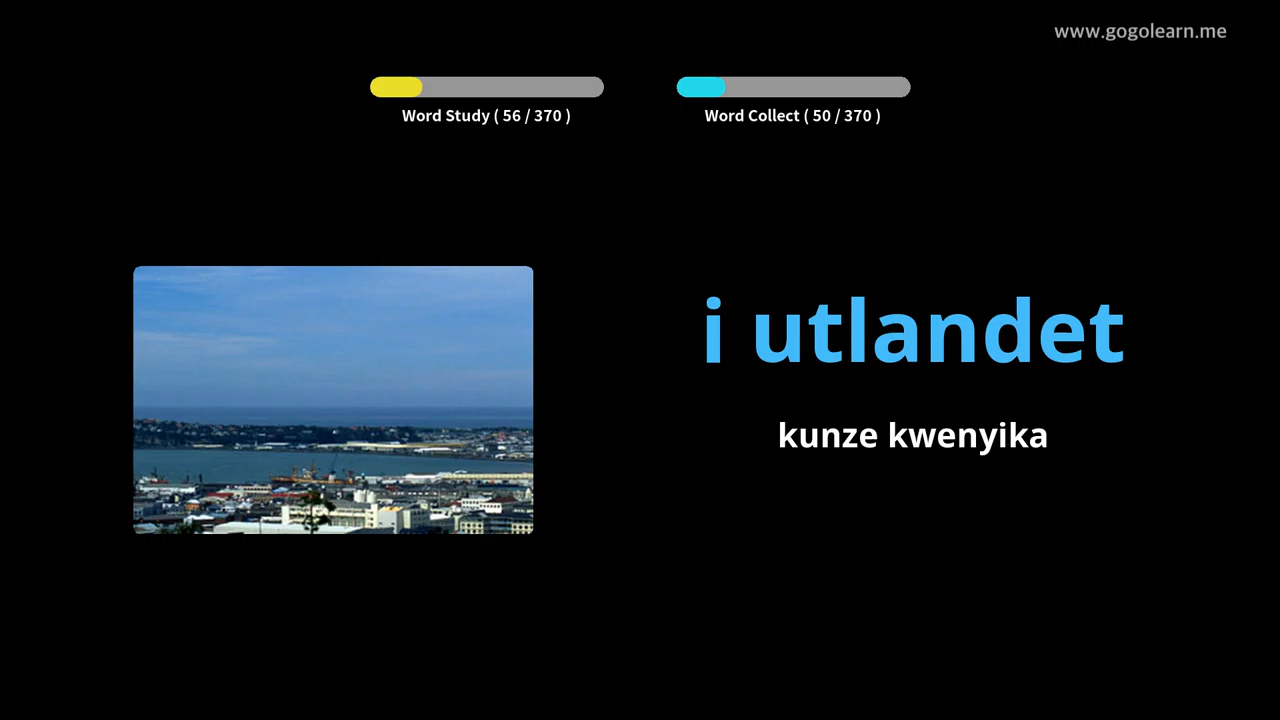 www.gogolearn.me
Word Study ( 56 / 370 )
Word Collect ( 50 / 370 )
i utlandet
kunze kwenyika